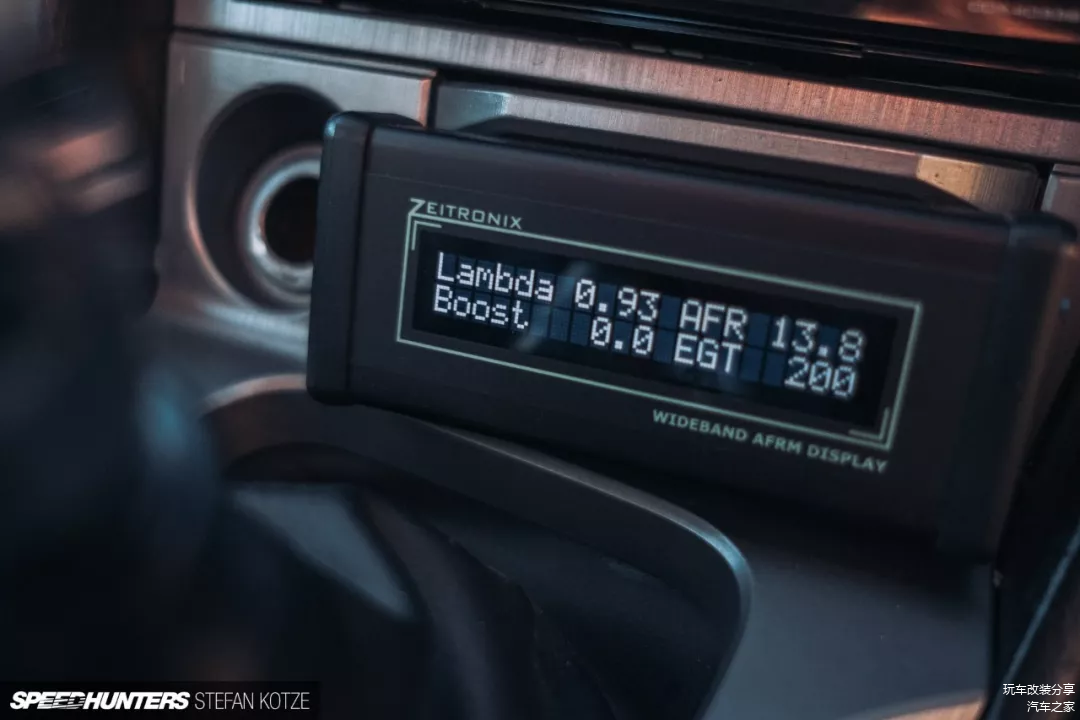 ZEITRONIX
Lambda 0.93 AFR 13.8
Boost 0.0 EGT 200
WIDEBAND AFRM DISPLAY
SPEEDHUNTERS STEFAN KOTZE
玩车改装分享
汽车之家